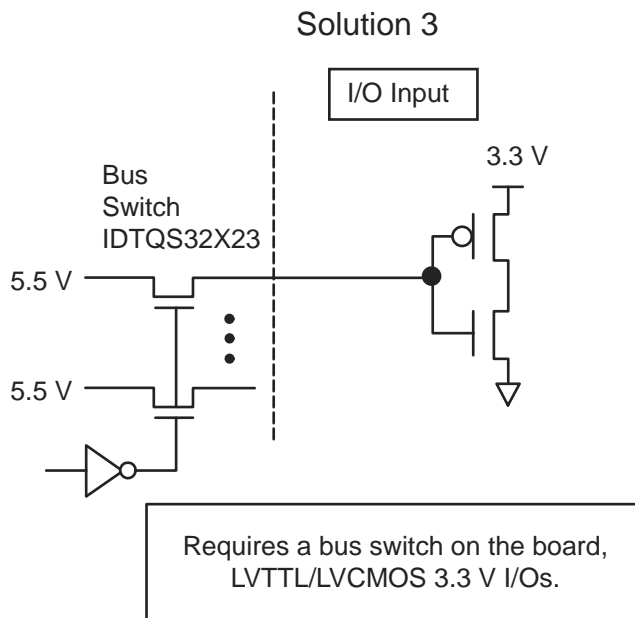 Solution 3
I/O Input
3.3 V
Bus
Switch
IDTQS32X23
5.5 V
5.5 V
Requires a bus switch on the board,
LVTTL/LVCMOS 3.3 V I/Os.